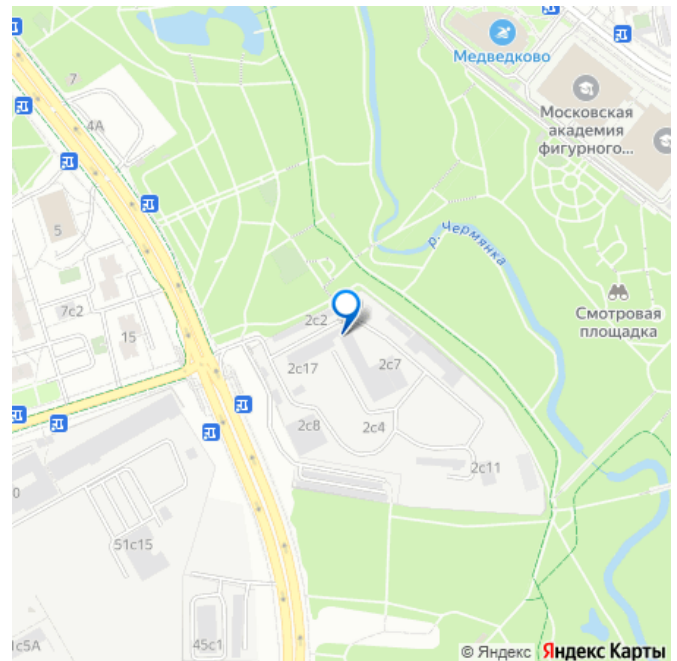 Медведково
Московская
академия
фигурного...
7
4А
5
р. Чермянка
7с2
15
Смотровая
площадка
2с2
2с17
2с7
2с8
2с4
2с11
0
51с15
1с5А
45с1
© Яндекс Яндекс Карты